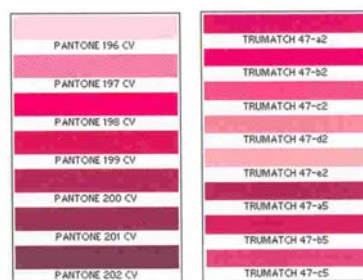 PANTONE 196 CV
PANTONE 197 CV
PANTONE 198 CV
PANTONE 199 CV
PANTONE 200 CV
PANTONE 201 CV
PANTONE 202 CV
TRUMATCH 47-a2
TRUMATCH 47-b2
TRUMATCH 47-c2
TRUMATCH 47-d2
TRUMATCH 47-e2
TRUMATCH 47-a5
TRUMATCH 47-b5
TRUMATCH 47-c5